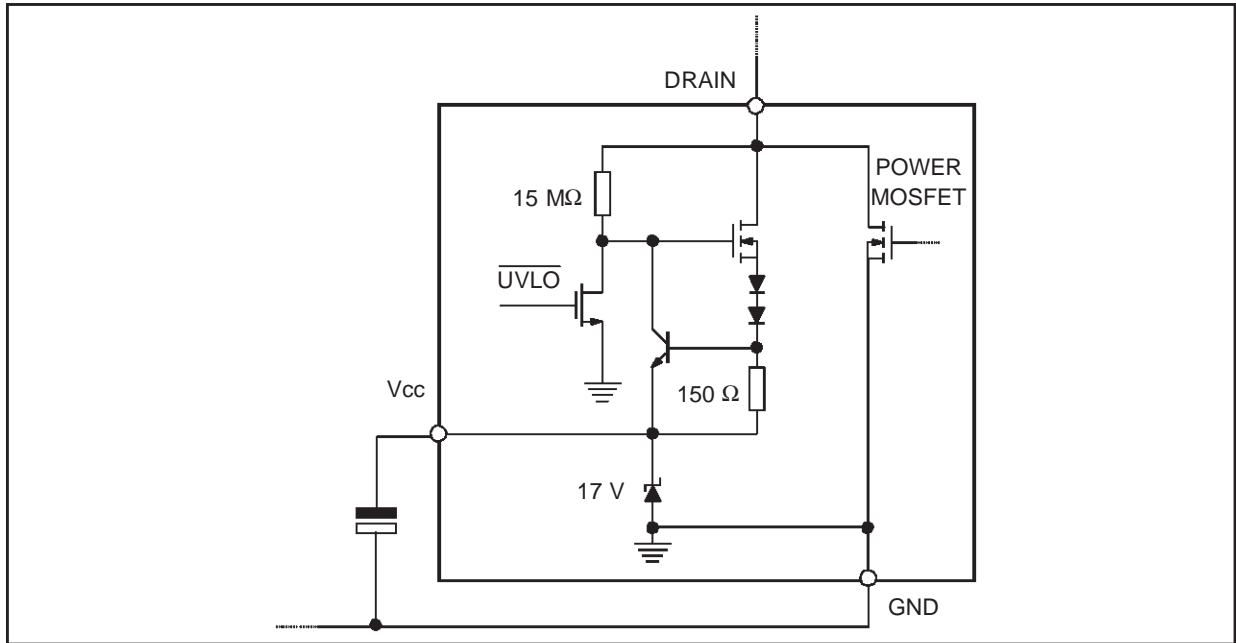 DRAIN
POWER
MOSFET
15 MΩ
UVLO
Vcc
150 Ω
17 V
GND